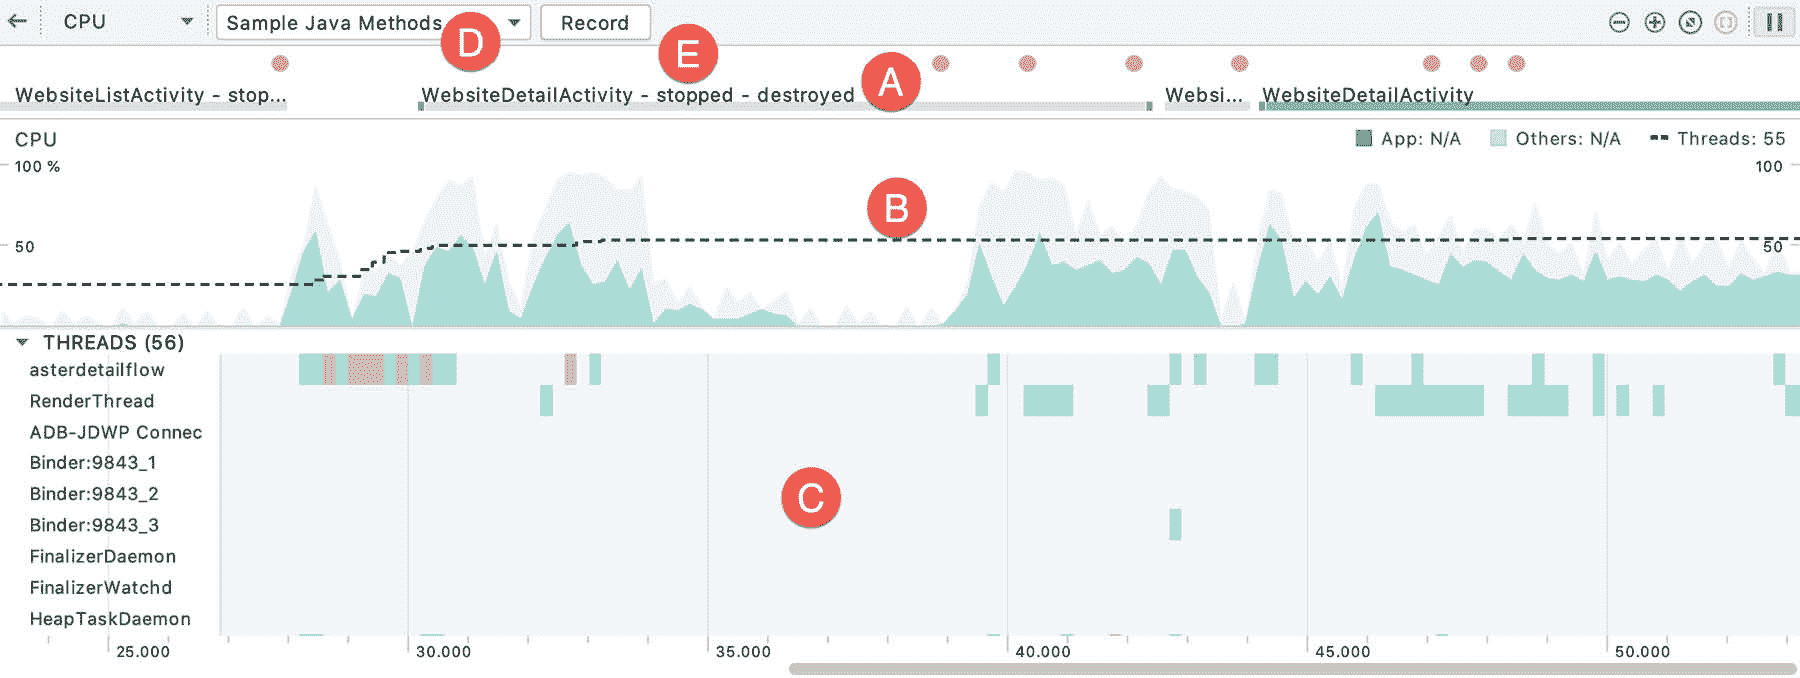 CPU Sample Java Methods Record
D
E
A
WebsiteListActivity - stop... WebsiteDetailActivity - stopped - destroyed Websi... WebsiteDetailActivity
CPU App: N/A Others: N/A Threads: 55
100 % 100
B
50 50
THREADS (56)
asterdetailflow
RenderThread
ADB-JDWP Connec
Binder:9843_1
Binder:9843_2
C
Binder:9843_3
FinalizerDaemon
FinalizerWatchd
HeapTaskDaemon
25.000 30.000 35.000 40.000 45.000 50.000